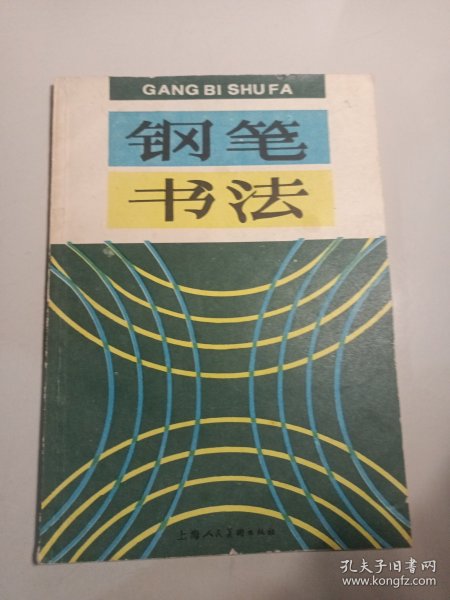 GANG BI SHU FA
钢笔
书法
上海人民美术出版社
孔夫子旧书网
www.kongfz.com